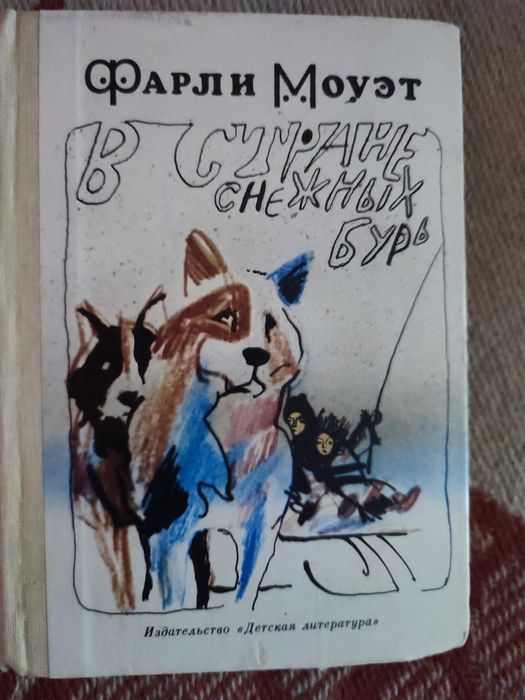 Фарли Моуэт
В СТРАНЕ
СНЕЖНЫХ
БУРЬ
Издательство «Детская литература»